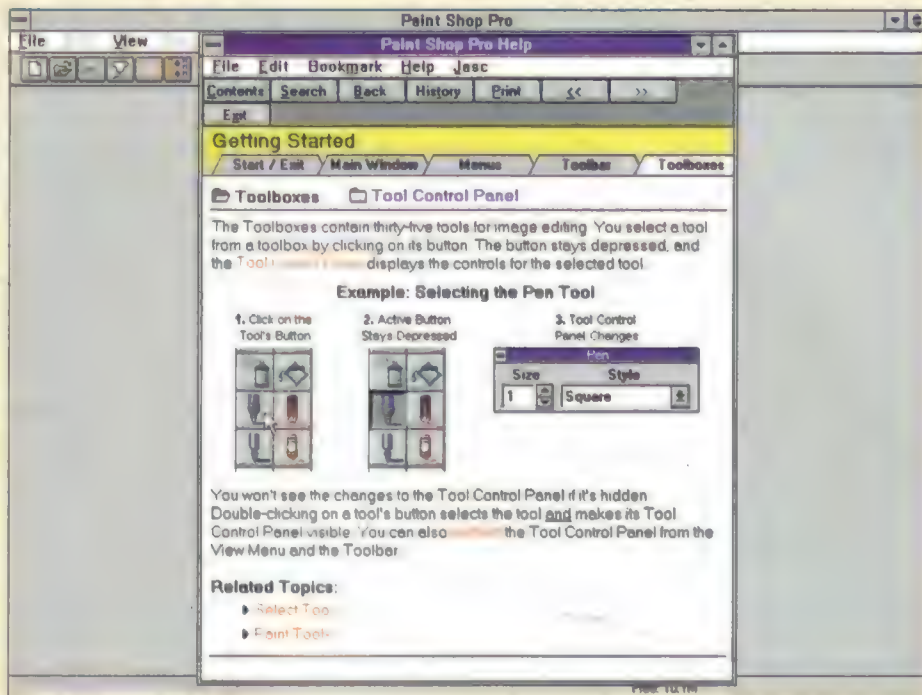 Paint Shop Pro
File View
Paint Shop Pro Help
File Edit Bookmark Help Jasc
Contents Search Back History Print << >>
Exit
Getting Started
Start / Exit Main Window Menus Toolbar Toolboxes
Toolboxes Tool Control Panel
The Toolboxes contain thirty-five tools for image editing. You select a tool
from a toolbox by clicking on its button. The button stays depressed, and
the Tool displays the controls for the selected tool.
Example: Selecting the Pen Tool
1. Click on the
Tool's Button
2. Active Button
Stays Depressed
3. Tool Control
Panel Changes
Pen
Size Style
1 Square
You won't see the changes to the Tool Control Panel if it's hidden.
Double-clicking on a tool's button selects the tool and makes its Tool
Control Panel visible. You can also the Tool Control Panel from the
View Menu and the Toolbar.
Related Topics:
Select Tool
Paint Tools